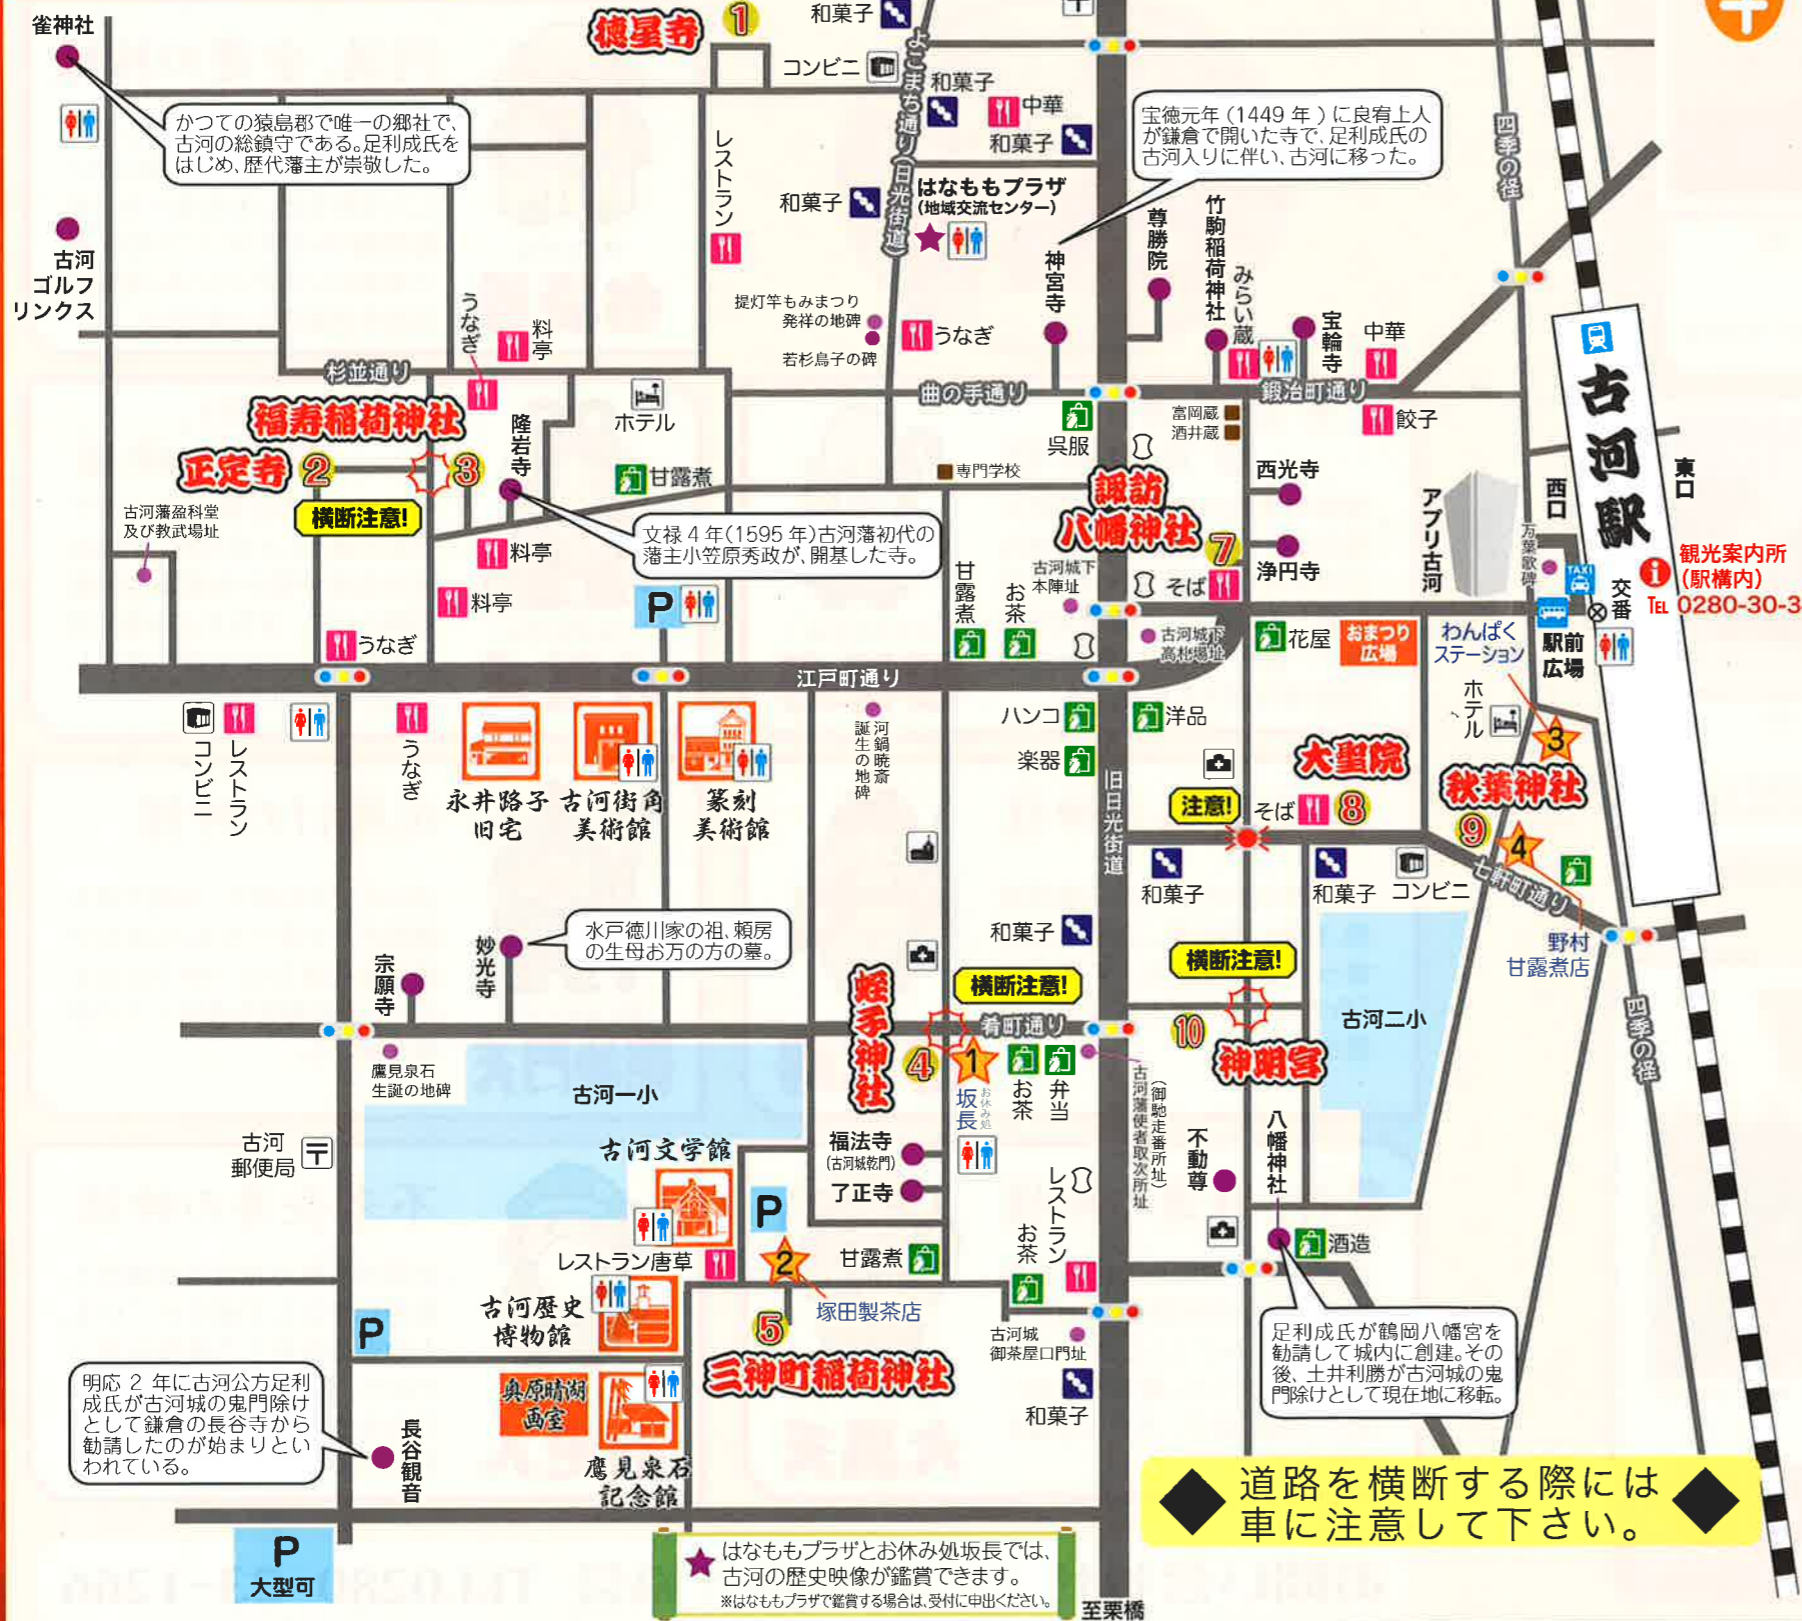 雀神社
徳星寺
1
和菓子
コンビニ
よこまち通り(日光街道)
和菓子
中華
和菓子
和菓子
はなももプラザ
(地域交流センター)
かつての猿島郡で唯一の郷社で、
古河の総鎮守である。足利成氏を
はじめ、歴代藩主が崇敬した。
宝徳元年(1449 年)に良宥上人
が鎌倉で開いた寺で、足利成氏の
古河入りに伴い、古河に移った。
四季の径
古河
ゴルフ
リンクス
レストラン
うなぎ
料亭
提灯竿もみまつり
発祥の地碑
若杉鳥子の碑
うなぎ
神宮寺
尊勝院
竹駒稲荷神社
みらい蔵
宝輪寺
中華
杉並通り
曲の手通り
鍛冶町通り
福寿稲荷神社
正定寺
2
3
横断注意!
隆岩寺
ホテル
甘露煮
専門学校
呉服
富岡蔵
酒井蔵
餃子
古河駅
東口
西口
諏訪
八幡神社
7
西光寺
浄円寺
アプリ古河
万葉歌碑
TAXI
交番
観光案内所
(駅構内)
TEL 0280-30-3
古河藩盈科堂
及び教武場址
文禄 4 年(1595 年)古河藩初代の
藩主小笠原秀政が、開基した寺。
料亭
料亭
うなぎ
P
甘露煮
お茶
古河城下
本陣址
そば
古河城下
高札場址
花屋
おまつり
広場
わんぱく
ステーション
駅前
広場
江戸町通り
コンビニ
レストラン
うなぎ
永井路子
旧宅
古河街角
美術館
篆刻
美術館
河鍋暁斎
誕生の地碑
ハンコ
楽器
洋品
旧日光街道
ホテル
3
大聖院
注意!
そば
8
秋葉神社
9
4
七軒町通り
和菓子
和菓子
コンビニ
野村
甘露煮店
宗願寺
妙光寺
水戸徳川家の祖、頼房
の生母お万の方の墓。
和菓子
横断注意!
横断注意!
蛭子神社
4
肴町通り
1
坂長
お休み処
お茶
弁当
10
神明宮
古河二小
四季の径
鷹見泉石
生誕の地碑
古河一小
古河
郵便局
古河文学館
P
福法寺
(古河城乾門)
了正寺
レストラン
(御馳走番所址)
古河藩使者取次所址
不動尊
八幡神社
レストラン唐草
2
甘露煮
お茶
酒造
古河歴史
博物館
塚田製茶店
5
三神町稲荷神社
古河城
御茶屋口門址
和菓子
足利成氏が鶴岡八幡宮を
勧請して城内に創建。その
後、土井利勝が古河城の鬼
門除けとして現在地に移転。
P
明応 2 年に古河公方足利
成氏が古河城の鬼門除け
として鎌倉の長谷寺から
勧請したのが始まりとい
われている。
長谷観音
奥原晴湖
画室
鷹見泉石
記念館
道路を横断する際には
車に注意して下さい。
P
大型可
はなももプラザとお休み処坂長では、
古河の歴史映像が鑑賞できます。
※はなももプラザで鑑賞する場合は、受付に申出ください。
至栗橋